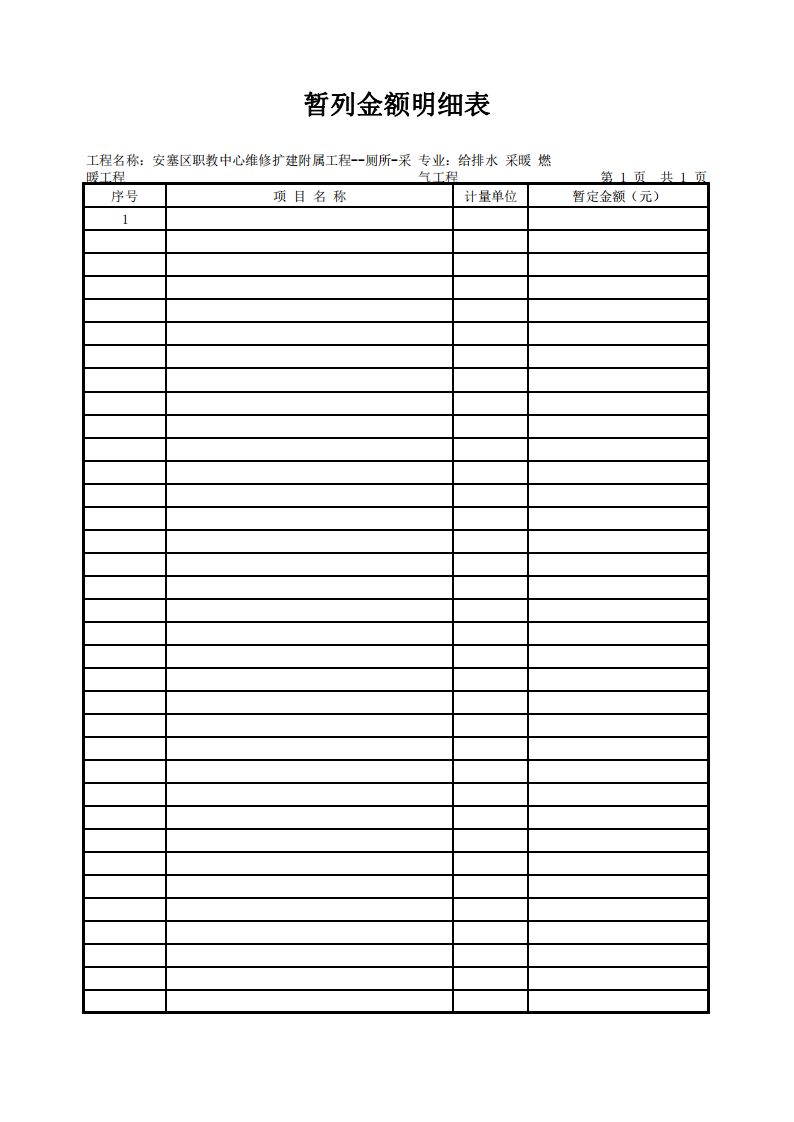 暂列金额明细表
工程名称：安塞区职教中心维修扩建附属工程--厕所-采 专业：给排水 采暖 燃
暖工程 气工程 第 1 页 共 1 页
序号 项 目 名 称 计量单位 暂定金额（元）
1